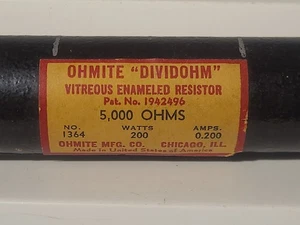 OHMITE "DIVIDOHM"
VITREOUS ENAMELED RESISTOR
Pat. No. 1942496
5,000 OHMS
NO. WATTS AMPS.
1364 200 0.200
OHMITE MFG. CO. CHICAGO, ILL.
Made in United States of America